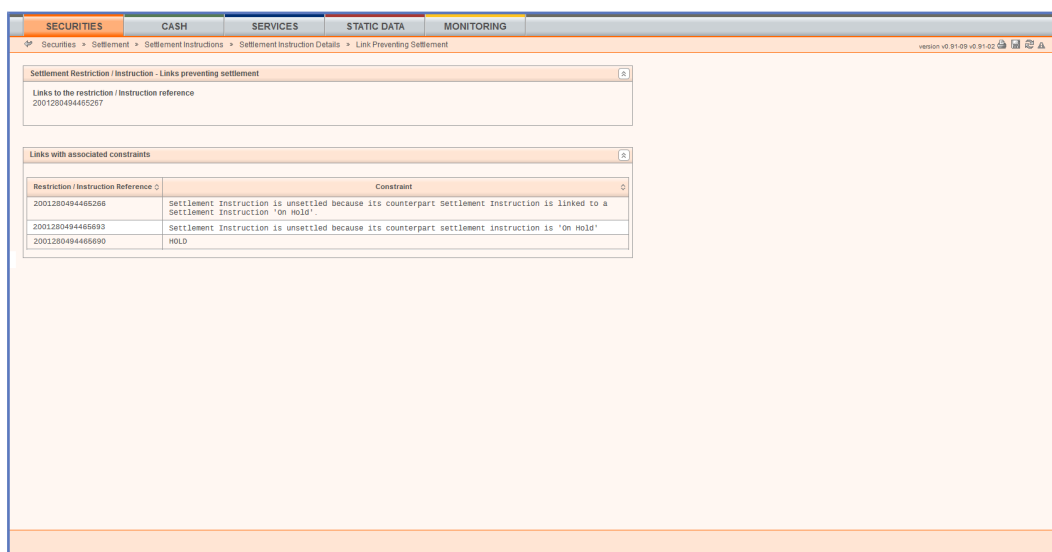 SECURITIES CASH SERVICES STATIC DATA MONITORING
Securities » Settlement » Settlement Instructions » Settlement Instruction Details » Link Preventing Settlement version v0.91-09 v0.91-02
Settlement Restriction / Instruction - Links preventing settlement
Links to the restriction / Instruction reference
2001280494465267
Links with associated constraints
Restriction / Instruction Reference Constraint
2001280494465266 Settlement Instruction is unsettled because its counterpart Settlement Instruction is linked to a
Settlement Instruction 'On Hold'.
2001280494465693 Settlement Instruction is unsettled because its counterpart settlement instruction is 'On Hold'
2001280494465690 HOLD